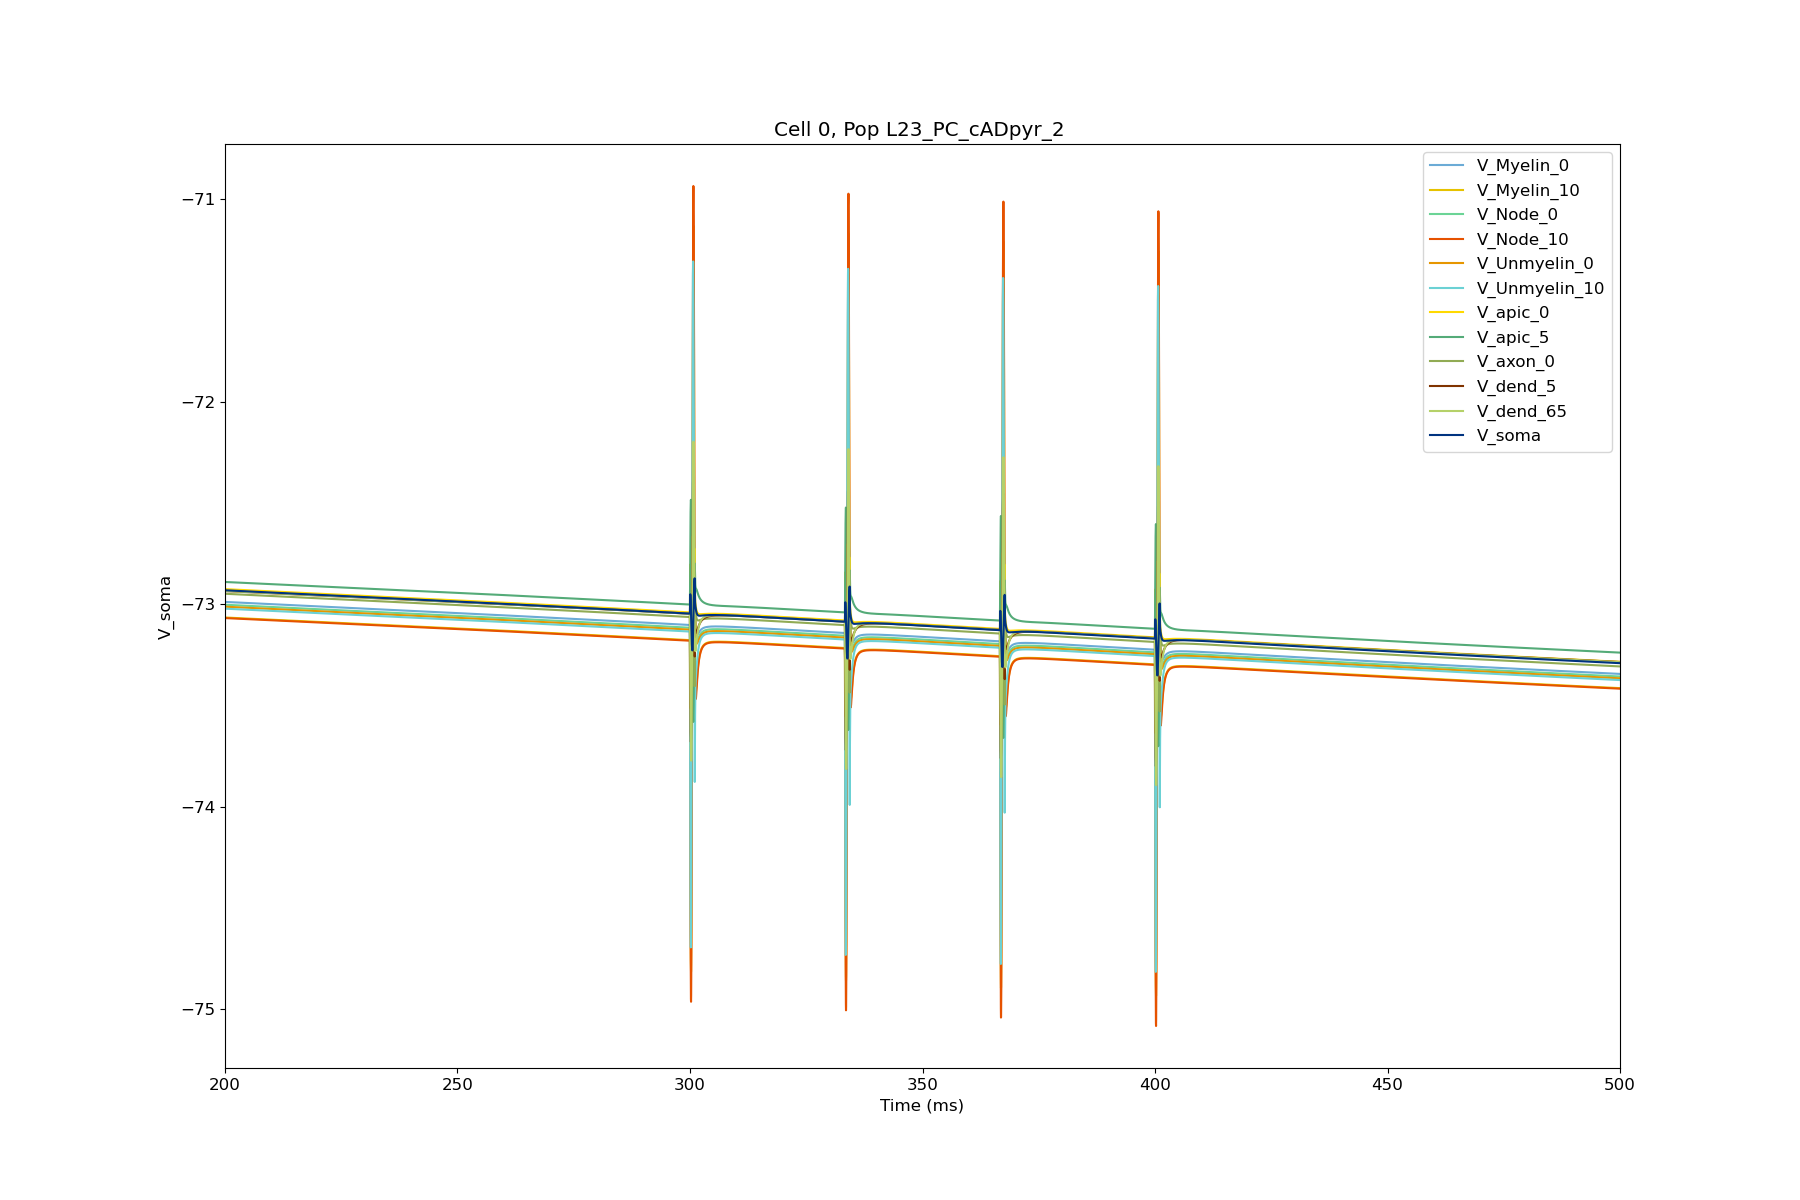 Cell 0, Pop L23_PC_cADpyr_2
V_Myelin_0
V_Myelin_10
V_Node_0
V_Node_10
V_Unmyelin_0
V_Unmyelin_10
V_apic_0
V_apic_5
V_axon_0
V_dend_5
V_dend_65
V_soma
−71
−72
−73
−74
−75
V_soma
200
250
300
350
400
450
500
Time (ms)